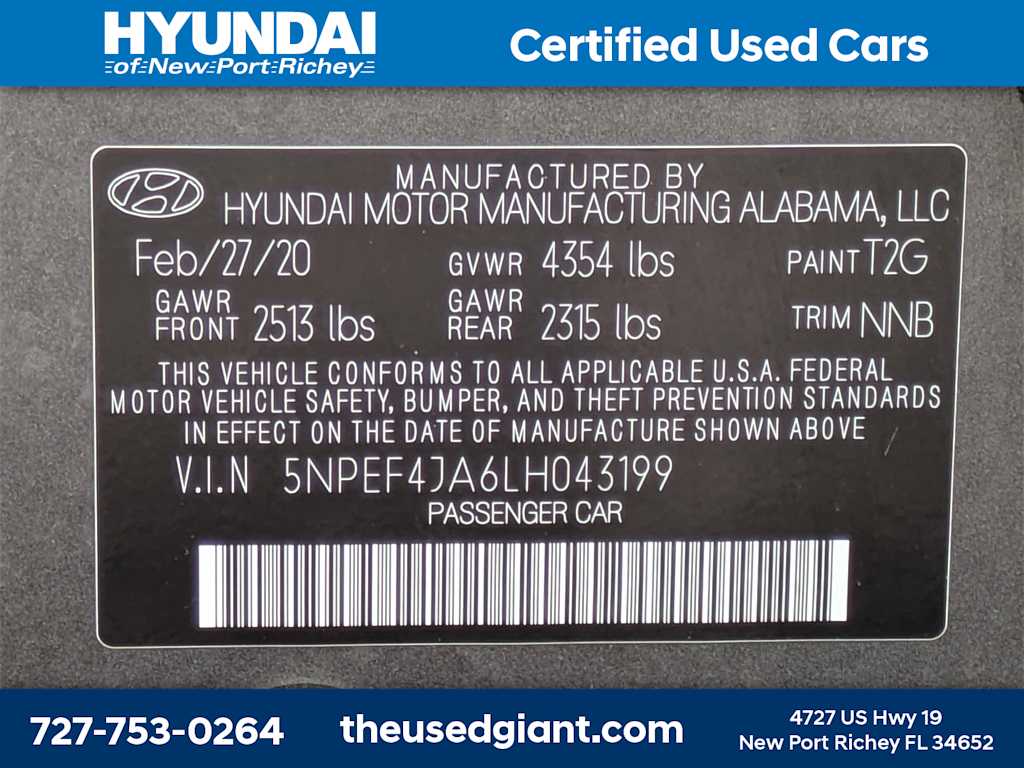 HYUNDAI
of New Port Richey
Certified Used Cars
MANUFACTURED BY
HYUNDAI MOTOR MANUFACTURING ALABAMA, LLC
Feb/27/20 GVWR 4354 lbs PAINT T2G
GAWR FRONT 2513 lbs GAWR REAR 2315 lbs TRIM NNB
THIS VEHICLE CONFORMS TO ALL APPLICABLE U.S.A. FEDERAL
MOTOR VEHICLE SAFETY, BUMPER, AND THEFT PREVENTION STANDARDS
IN EFFECT ON THE DATE OF MANUFACTURE SHOWN ABOVE
V.I.N 5NPEF4JA6LH043199
PASSENGER CAR
727-753-0264
theusedgiant.com
4727 US Hwy 19
New Port Richey FL 34652